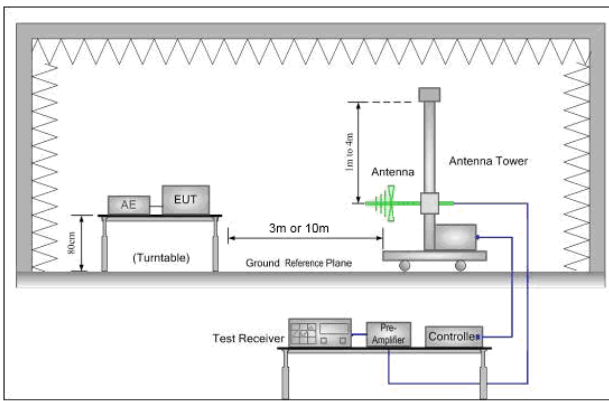 1m to 4m
Antenna
Antenna Tower
AE
EUT
3m or 10m
80cm
(Turntable)
Ground Reference Plane
Test Receiver
Pre-
Amplifier
Controller